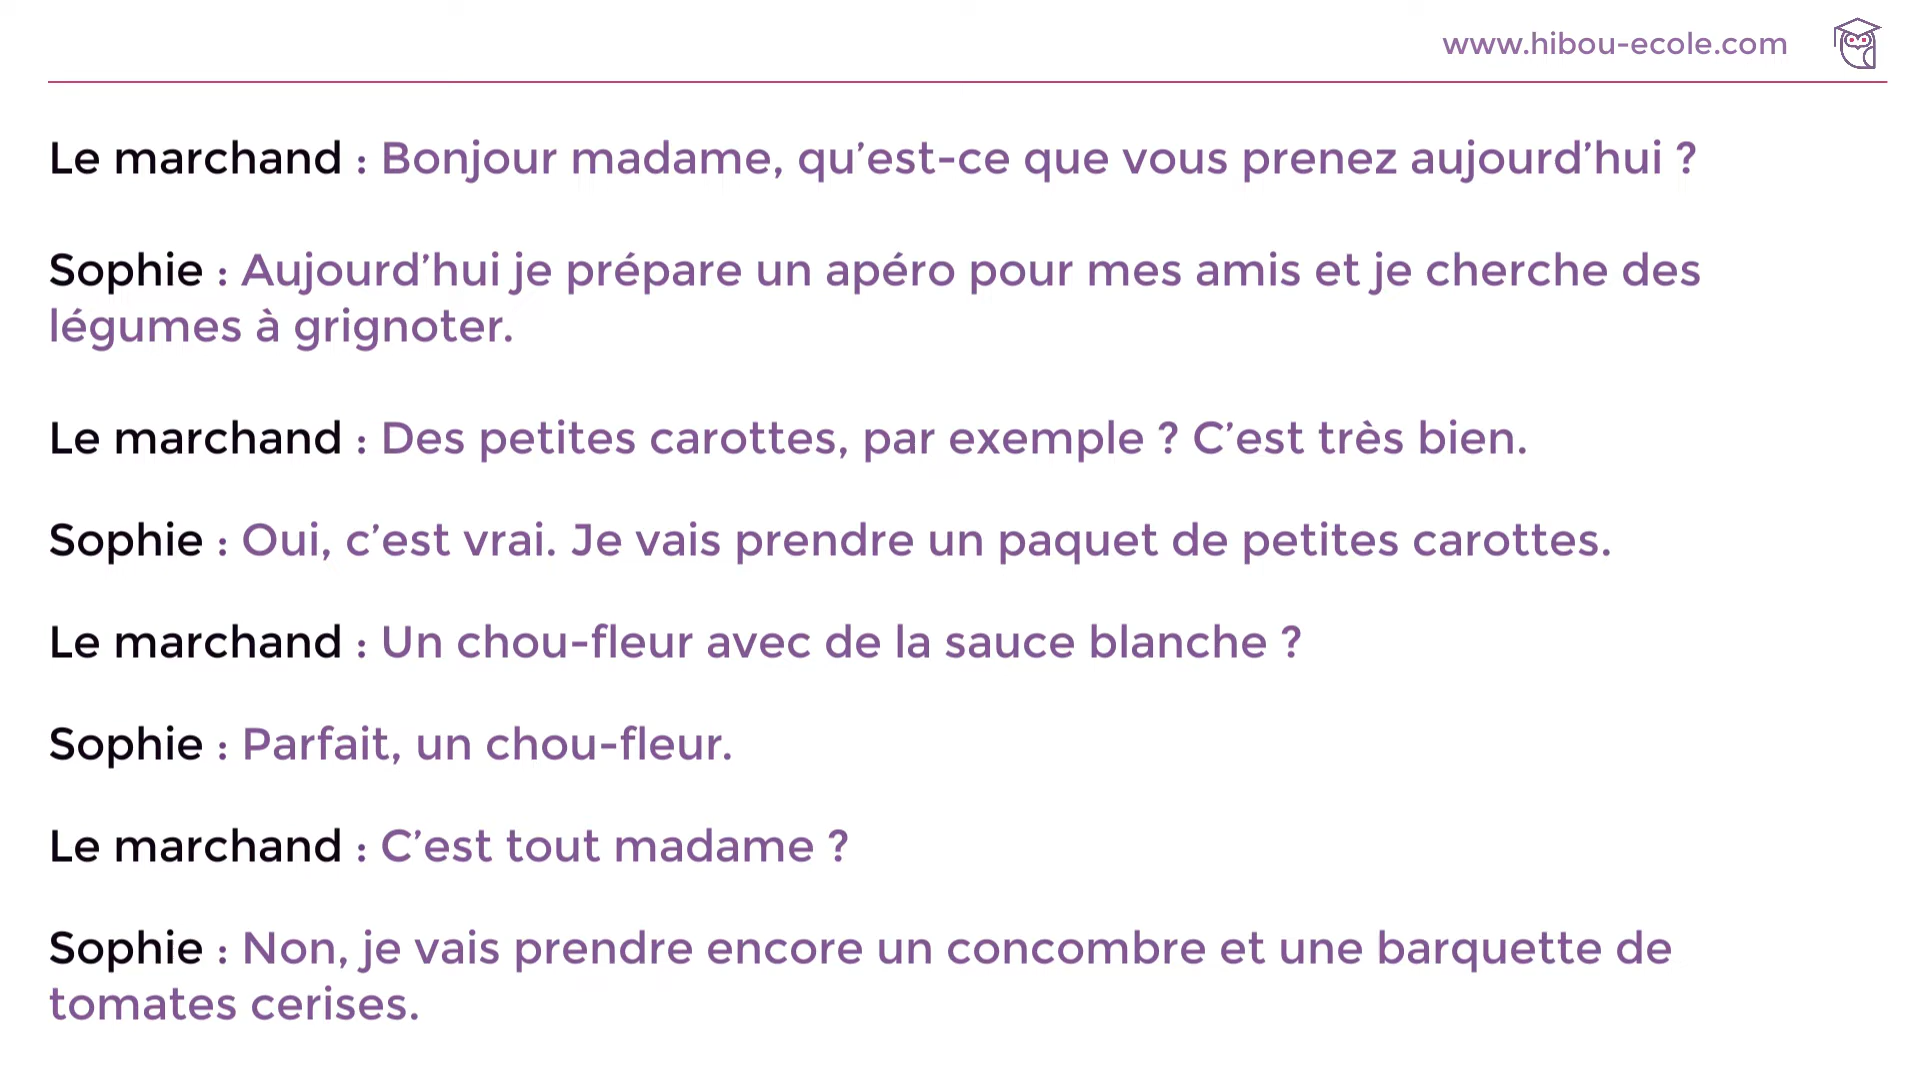 www.hibou-ecole.com
Le marchand : Bonjour madame, qu’est-ce que vous prenez aujourd’hui ?
Sophie : Aujourd’hui je prépare un apéro pour mes amis et je cherche des
légumes à grignoter.
Le marchand : Des petites carottes, par exemple ? C’est très bien.
Sophie : Oui, c’est vrai. Je vais prendre un paquet de petites carottes.
Le marchand : Un chou-fleur avec de la sauce blanche ?
Sophie : Parfait, un chou-fleur.
Le marchand : C’est tout madame ?
Sophie : Non, je vais prendre encore un concombre et une barquette de
tomates cerises.